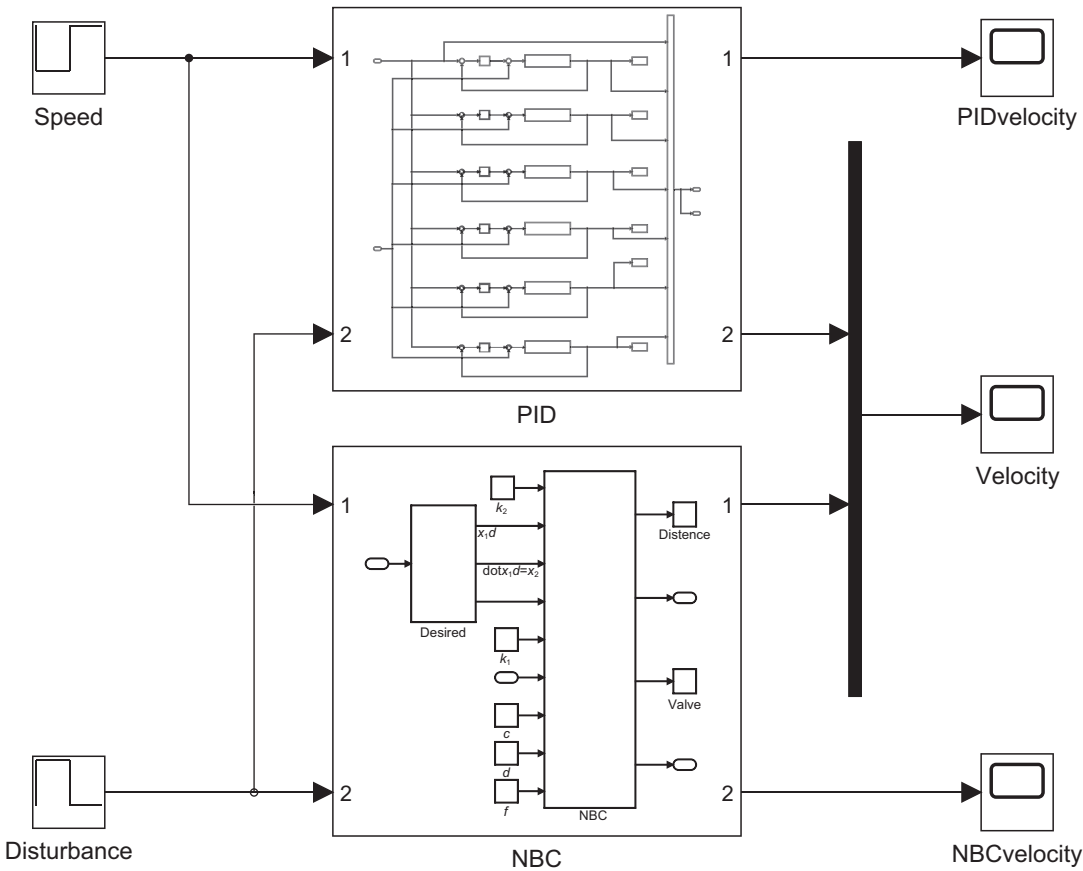 1
1
Speed
PIDvelocity
2
2
PID
Velocity
1
1
k₂
x₁d
Distence
dotx₁d=x₂
Desired
k₁
Valve
c
d
2
2
f
NBC
Disturbance
NBC
NBCvelocity